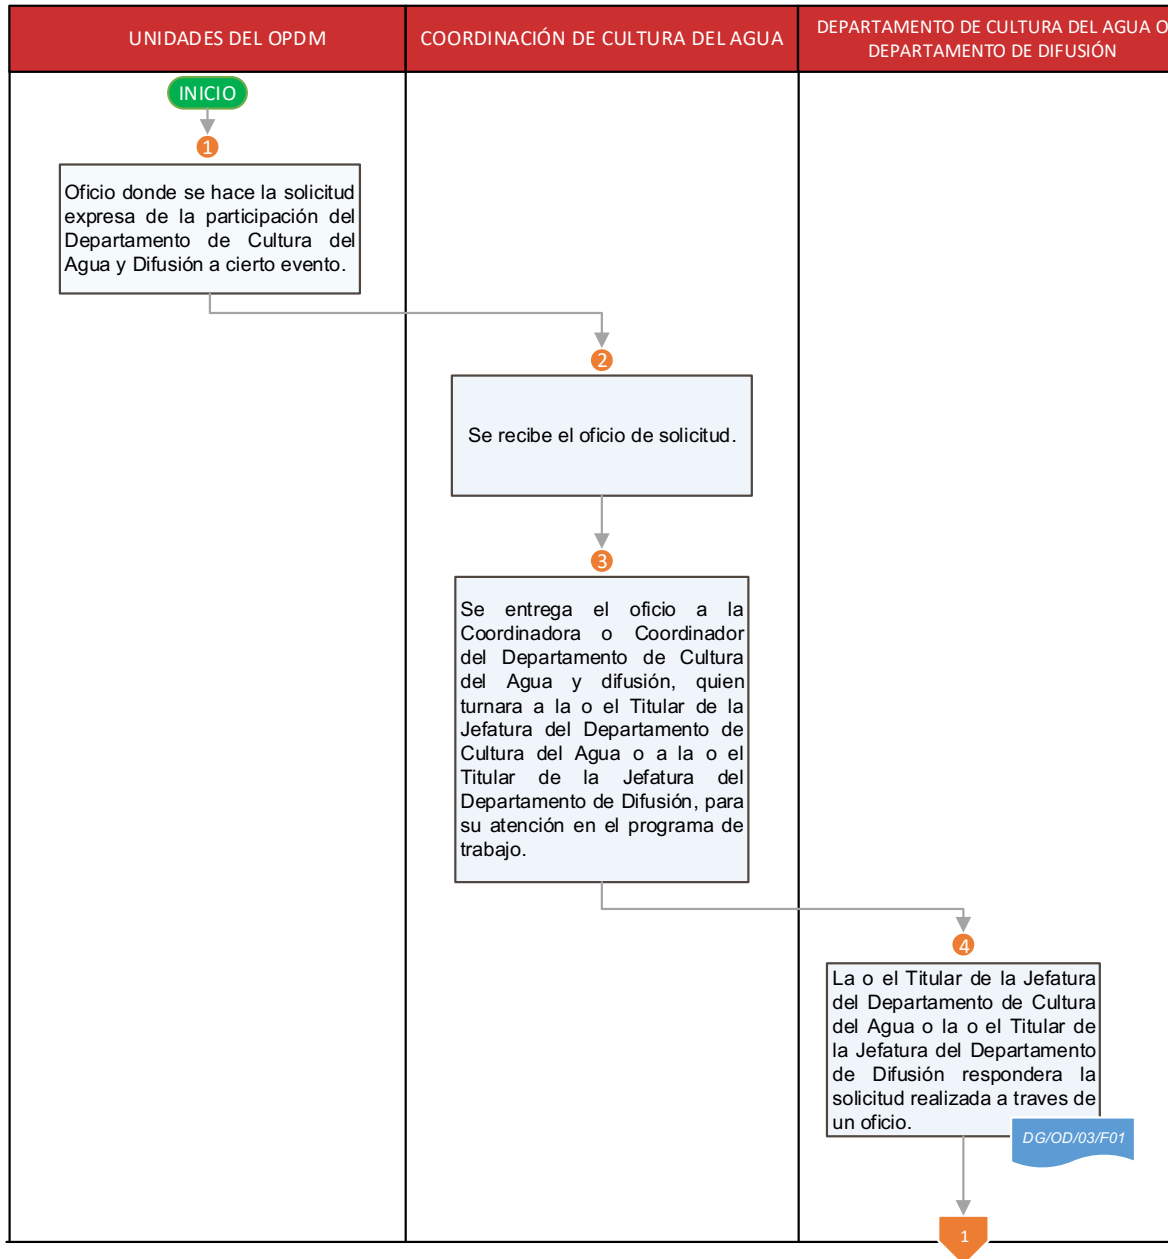 UNIDADES DEL OPDM
COORDINACIÓN DE CULTURA DEL AGUA
DEPARTAMENTO DE CULTURA DEL AGUA O
DEPARTAMENTO DE DIFUSIÓN
INICIO
1
Oficio donde se hace la solicitud
expresa de la participación del
Departamento de Cultura del
Agua y Difusión a cierto evento.
2
Se recibe el oficio de solicitud.
3
Se entrega el oficio a la
Coordinadora o Coordinador
del Departamento de Cultura
del Agua y difusión, quien
turnara a la o el Titular de la
Jefatura del Departamento de
Cultura del Agua o a la o el
Titular de la Jefatura del
Departamento de Difusión, para
su atención en el programa de
trabajo.
4
La o el Titular de la Jefatura
del Departamento de Cultura
del Agua o la o el Titular de
la Jefatura del Departamento
de Difusión respondera la
solicitud realizada a traves de
un oficio.
DG/OD/03/F01
1